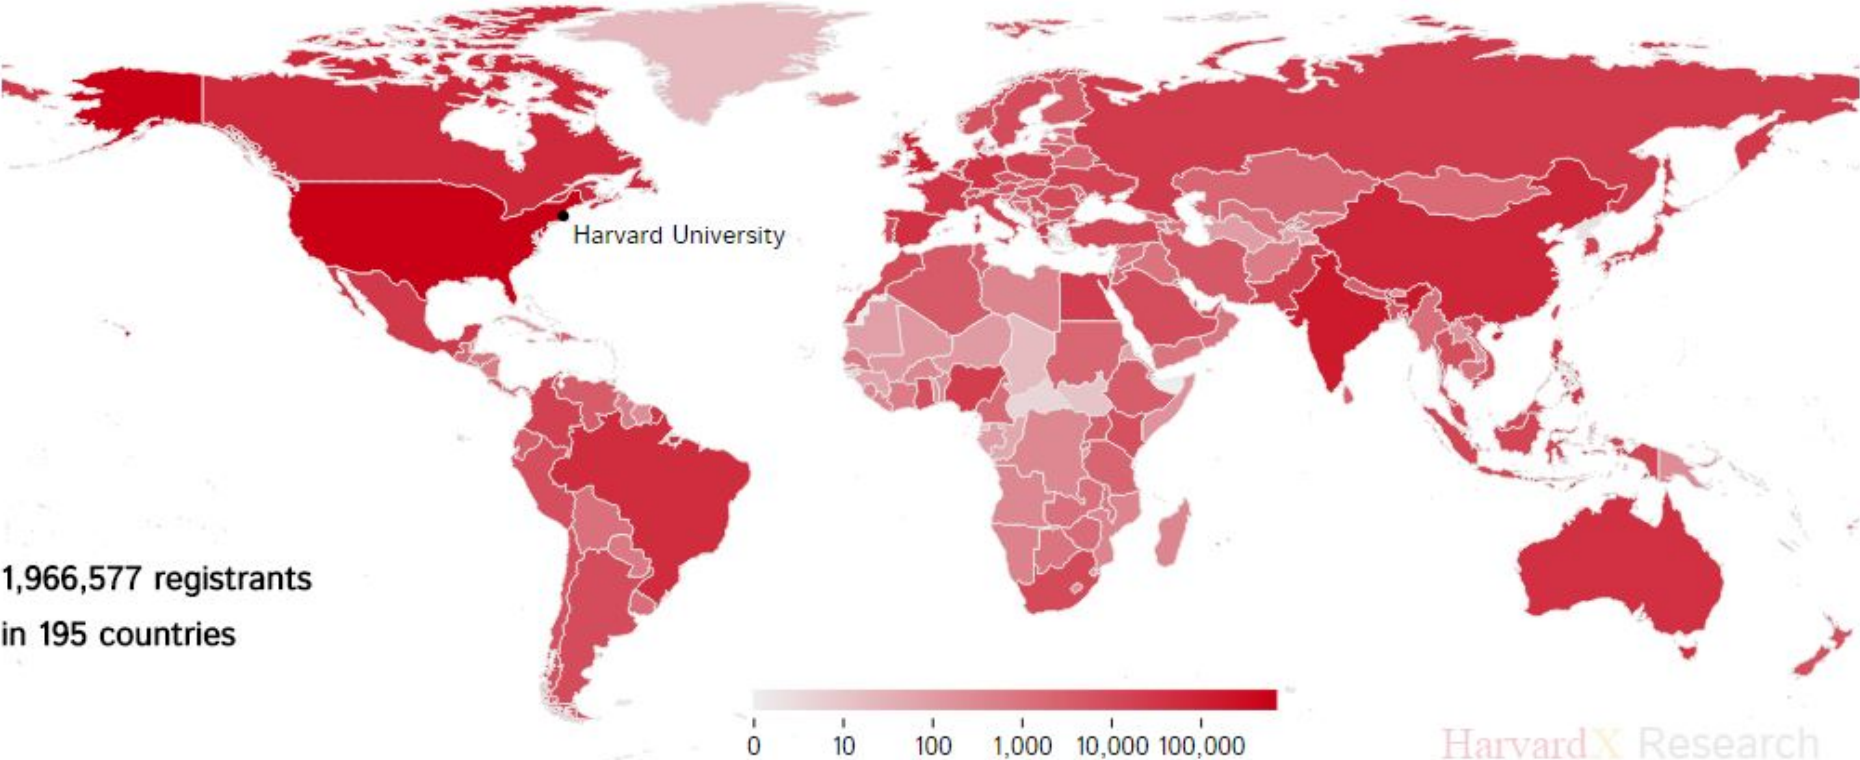 Harvard University
1,966,577 registrants
in 195 countries
0 10 100 1,000 10,000 100,000
HarvardX Research